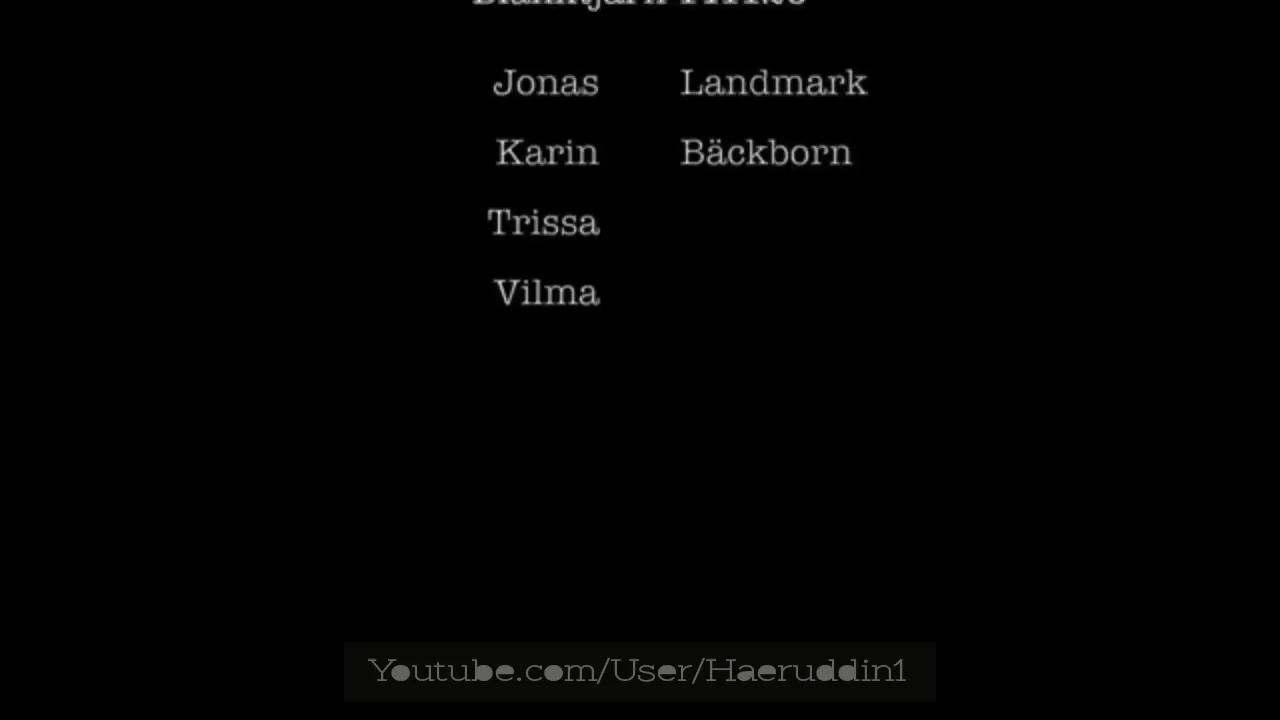 Jonas Landmark
Karin Bäckborn
Trissa
Vilma
Youtube.com/User/Haeruddin1